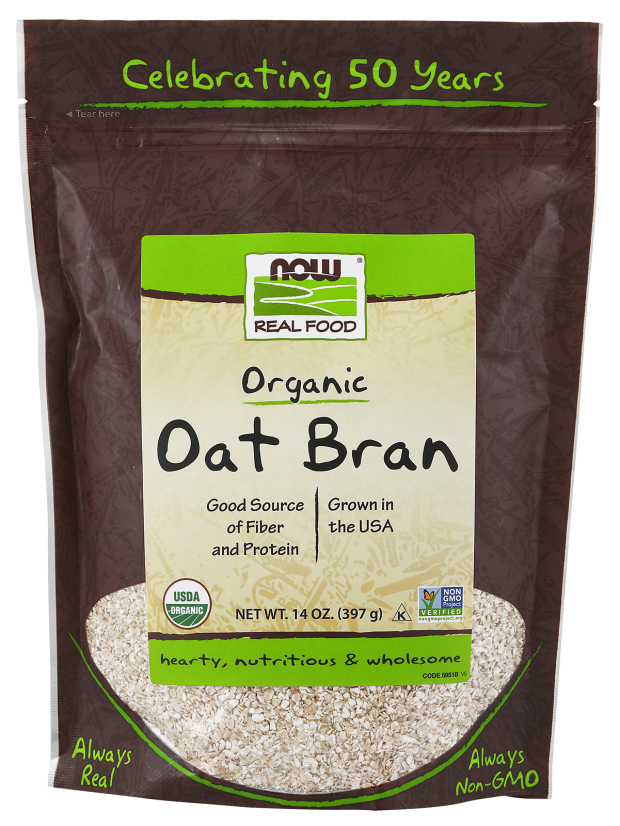 Celebrating 50 Years
◄ Tear here
NOW®
REAL FOOD
Organic
Oat Bran
Good Source
of Fiber
and Protein
Grown in
the USA
USDA
ORGANIC
NET WT. 14 OZ. (397 g)
K
NON
GMO
Project
VERIFIED
nongmoproject.org
hearty, nutritious & wholesome
CODE 5951B V5
Always
Real
Always
Non-GMO